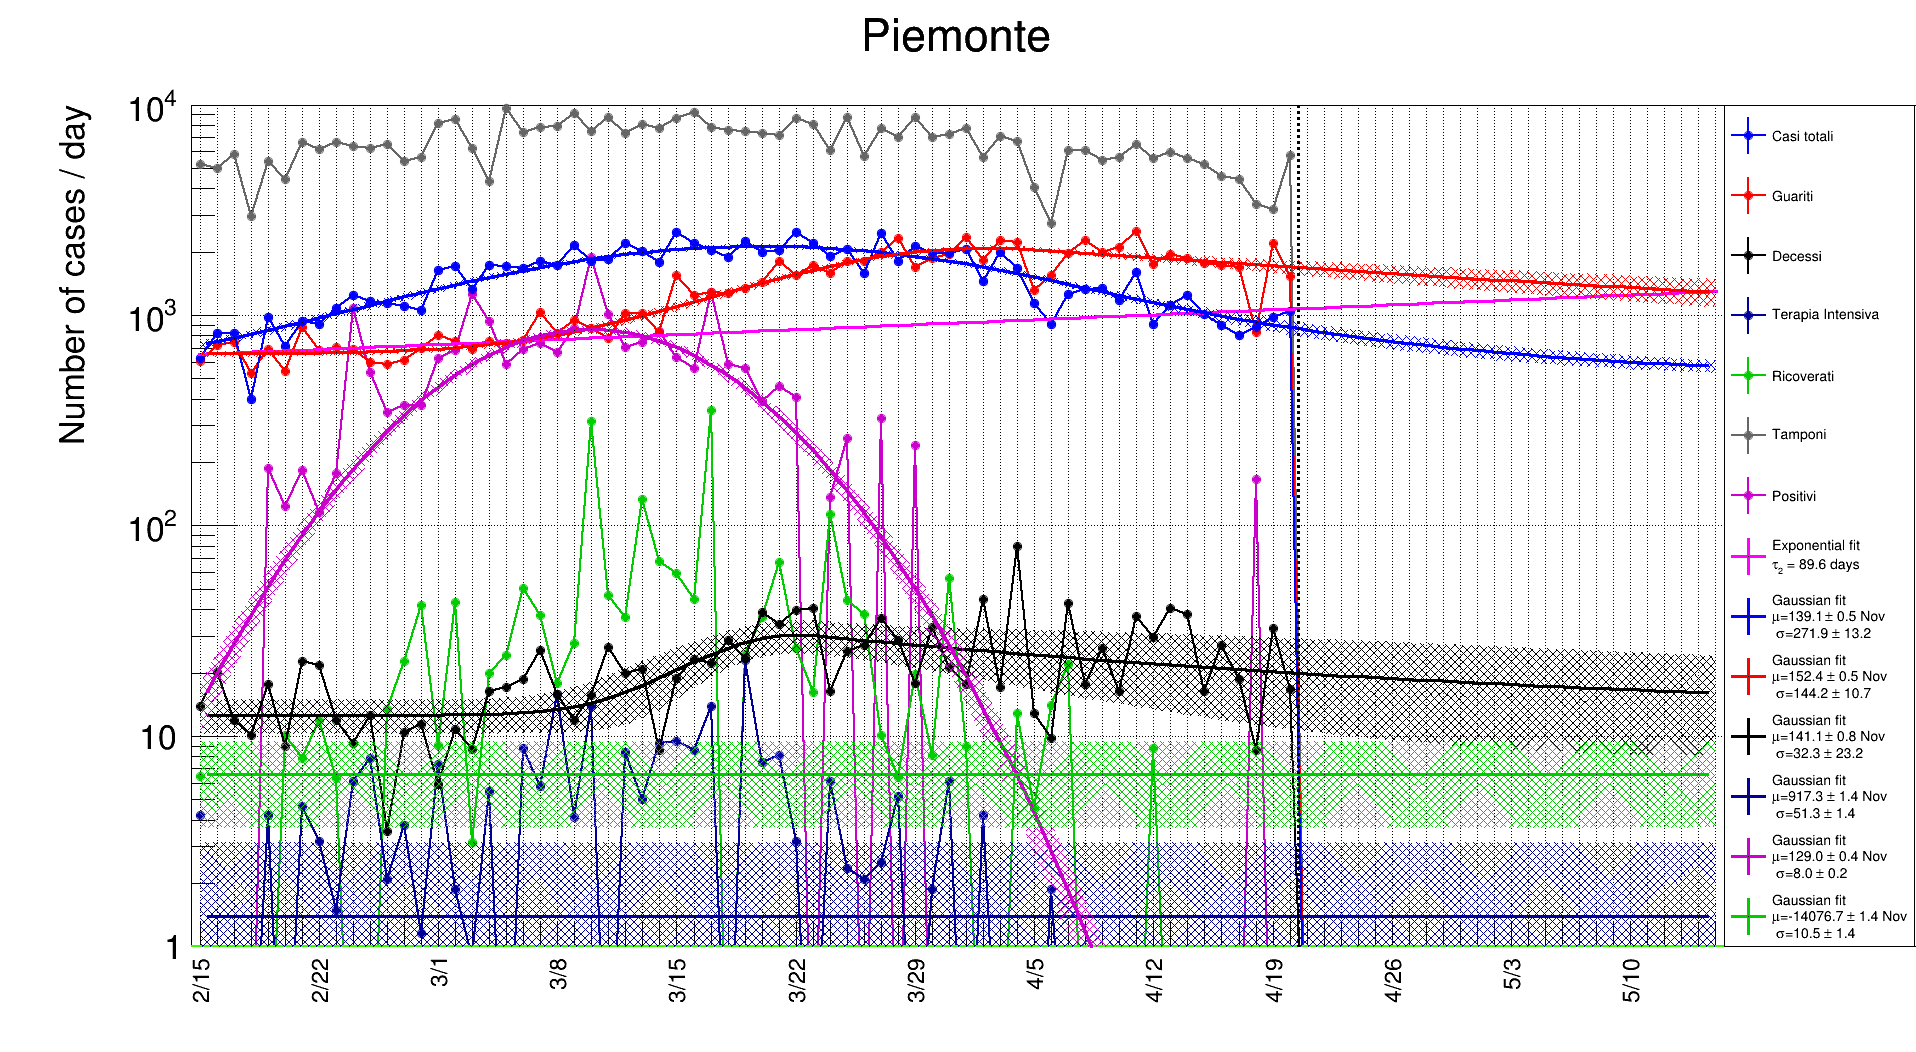 Piemonte
Number of cases / day
10^4
10^3
10^2
10
1
2/15
2/22
3/1
3/8
3/15
3/22
3/29
4/5
4/12
4/19
4/26
5/3
5/10
Casi totali
Guariti
Decessi
Terapia Intensiva
Ricoverati
Tamponi
Positivi
Exponential fit
τ₂ = 89.6 days
Gaussian fit
μ=139.1 ± 0.5 Nov
σ=271.9 ± 13.2
Gaussian fit
μ=152.4 ± 0.5 Nov
σ=144.2 ± 10.7
Gaussian fit
μ=141.1 ± 0.8 Nov
σ=32.3 ± 23.2
Gaussian fit
μ=917.3 ± 1.4 Nov
σ=51.3 ± 1.4
Gaussian fit
μ=129.0 ± 0.4 Nov
σ=8.0 ± 0.2
Gaussian fit
μ=-14076.7 ± 1.4 Nov
σ=10.5 ± 1.4